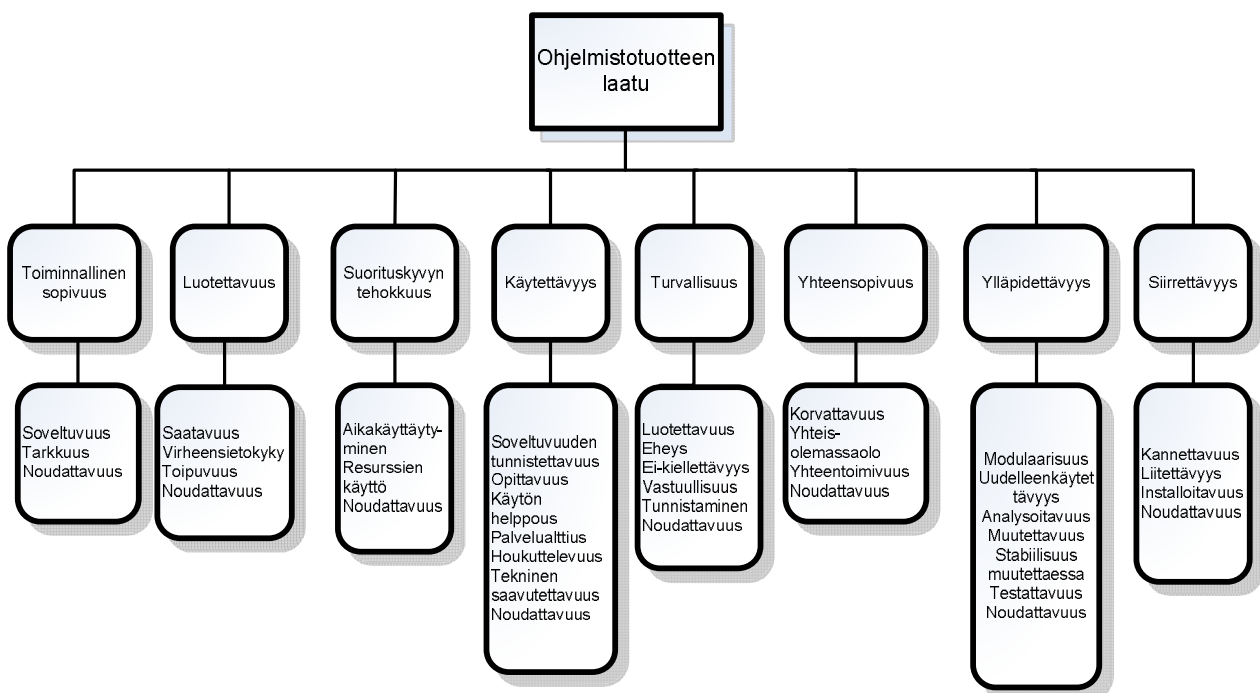 Ohjelmistotuotteen
laatu
Toiminnallinen
sopivuus
Luotettavuus
Suorituskyvyn
tehokkuus
Käytettävyys
Turvallisuus
Yhteensopivuus
Ylläpidettävyys
Siirrettävyys
Soveltuvuus
Tarkkuus
Noudattavuus
Saatavuus
Virheensietokyky
Toipuvuus
Noudattavuus
Aikakäyttäyty-
minen
Resurssien
käyttö
Noudattavuus
Soveltuvuuden
tunnistettavuus
Opittavuus
Käytön
helppous
Palvelualttius
Houkuttelevuus
Tekninen
saavutettavuus
Noudattavuus
Luotettavuus
Eheys
Ei-kiellettävyys
Vastuullisuus
Tunnistaminen
Noudattavuus
Korvattavuus
Yhteis-
olemassaolo
Yhteentoimivuus
Noudattavuus
Modulaarisuus
Uudelleenkäytet
tävyys
Analysoitavuus
Muutettavuus
Stabiilisuus
muutettaessa
Testattavuus
Noudattavuus
Kannettavuus
Liitettävyys
Installoitavuus
Noudattavuus